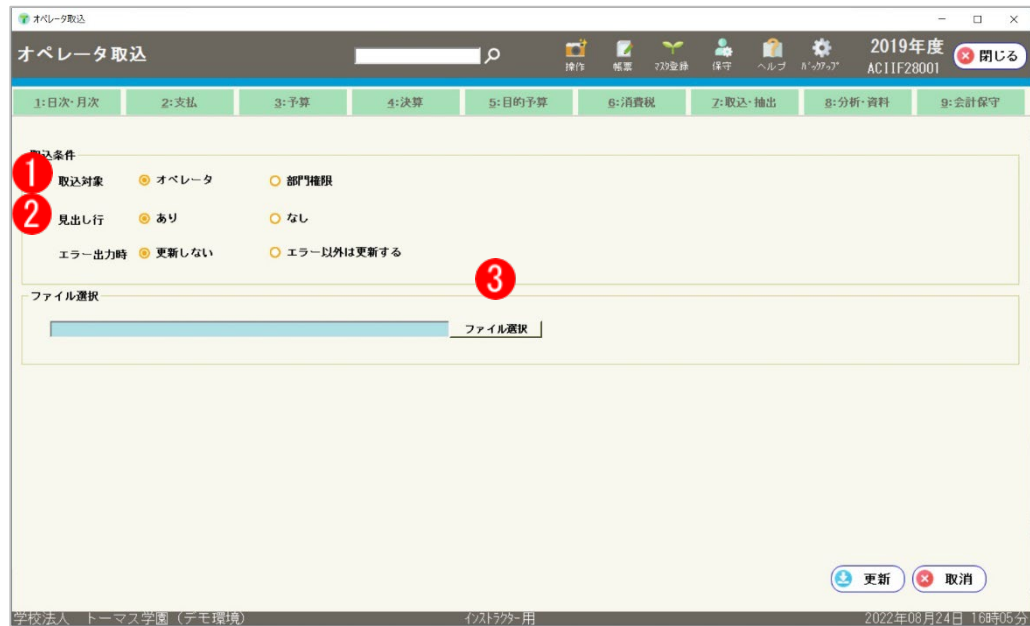 オペレータ取込
オペレータ取込
操作 帳票 ﾏｽﾀ登録 保守 ヘルプ ﾊﾞｯｸｱｯﾌﾟ
2019年度
ACIIF28001
閉じる
1:日次・月次 2:支払 3:予算 4:決算 5:目的予算 6:消費税 7:取込・抽出 8:分析・資料 9:会計保守
取込条件
1 取込対象 オペレータ 部門権限
2 見出し行 あり なし
エラー出力時 更新しない エラー以外は更新する
3
ファイル選択
ファイル選択
更新 取消
学校法人 トーマス学園（デモ環境） ｲﾝｽﾄﾗｸﾀｰ用 2022年08月24日 16時05分